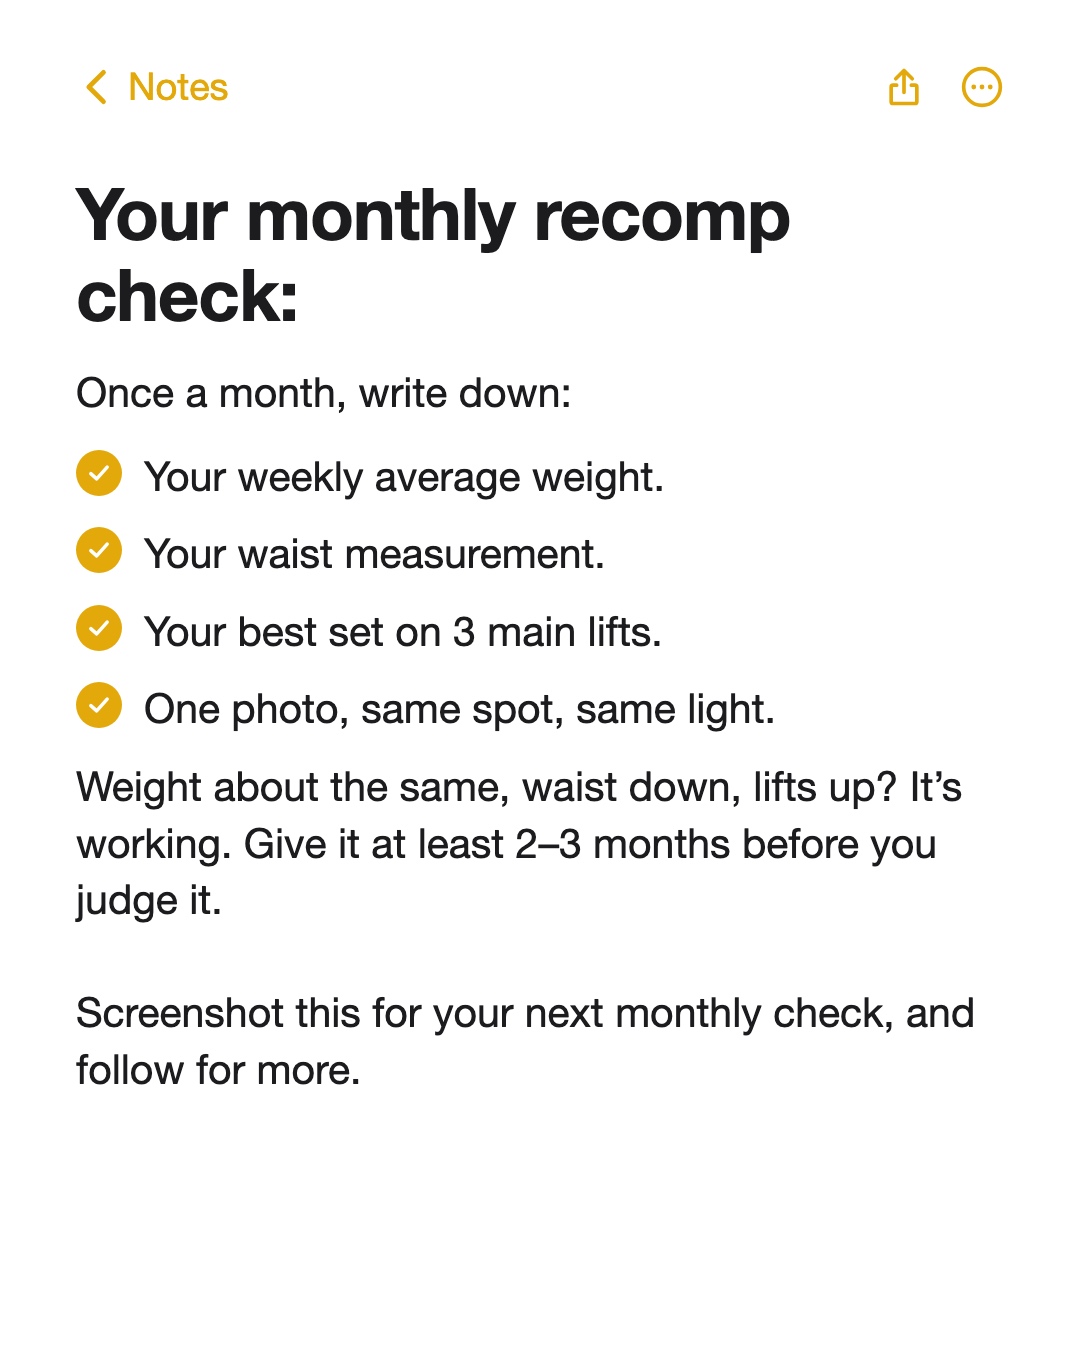 Notes
Your monthly recomp
check:
Once a month, write down:
Your weekly average weight.
Your waist measurement.
Your best set on 3 main lifts.
One photo, same spot, same light.
Weight about the same, waist down, lifts up? It’s
working. Give it at least 2–3 months before you
judge it.
Screenshot this for your next monthly check, and
follow for more.